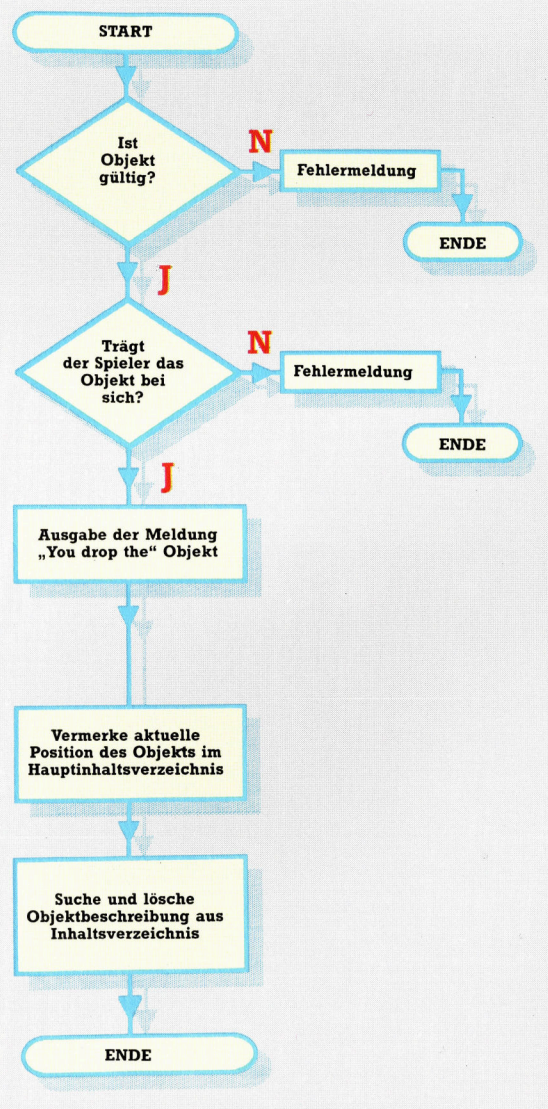 START
Ist
Objekt
gültig?
N
Fehlermeldung
ENDE
J
Trägt
der Spieler das
Objekt bei
sich?
N
Fehlermeldung
ENDE
J
Ausgabe der Meldung
„You drop the“ Objekt
Vermerke aktuelle
Position des Objekts im
Hauptinhaltsverzeichnis
Suche und lösche
Objektbeschreibung aus
Inhaltsverzeichnis
ENDE